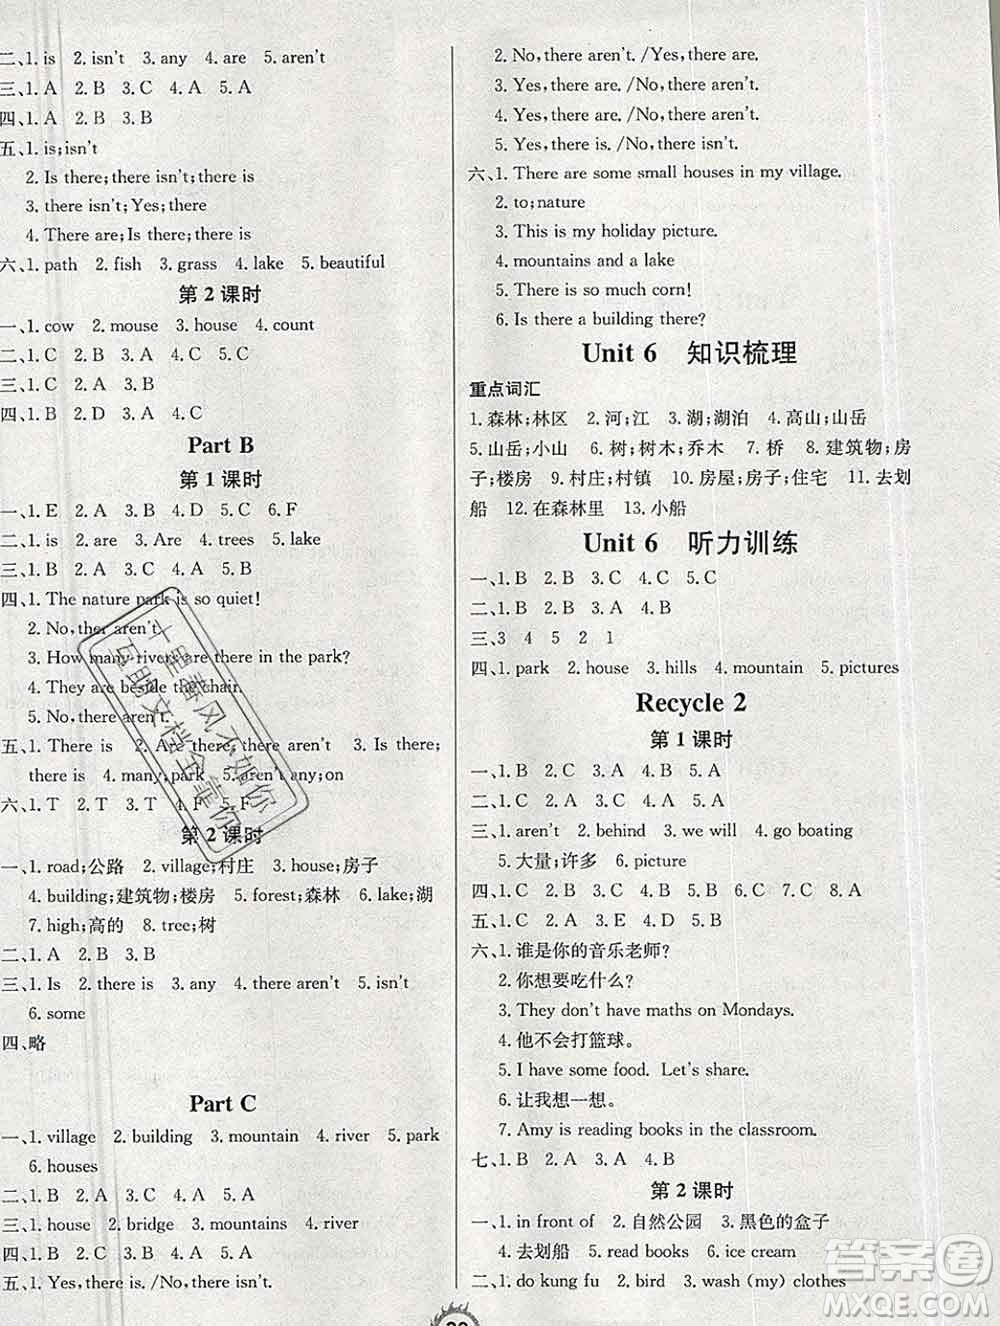 二、1. is　2. isn't　3. any　4. are　5. aren't
三、1. A　2. B　3. C　4. A　5. A
四、1. A　2. B　3. B
五、1. is;isn't
2. Is there;there isn't;there is
3. there isn't;Yes;there
4. There are;Is there;there is
六、1. path　2. fish　3. grass　4. lake　5. beautiful
第 2 课时
一、1. cow　2. mouse　3. house　4. count
二、1. C　2. B　3. A　4. C
三、1. C　2. A　3. B
四、1. B　2. D　3. A　4. C
Part B
第 1 课时
一、1. E　2. A　3. D　4. B　5. C　6. F
二、1. is　2. are　3. Are　4. trees　5. lake
三、1. C　2. B　3. A　4. A　5. B
四、1. The nature park is so quiet!
2. No, there aren't.
3. How many rivers are there in the park?
4. They are beside the chair.
5. No, there aren't.
五、1. There is　2. Are there;there aren't　3. Is there;
there is　4. many;park　5. aren't any;on
六、1. T　2. T　3. T　4. F　5. F
第 2 课时
一、1. road;公路　2. village;村庄　3. house;房子
4. building;建筑物;楼房　5. forest;森林　6. lake;湖
7. high;高的　8. tree;树
二、1. A　2. B　3. B
三、1. Is　2. there is　3. any　4. there aren't　5. isn't
6. some
四、略
Part C
一、1. village　2. building　3. mountain　4. river　5. park
6. houses
二、1. B　2. A　3. C　4. A　5. B
三、1. house　2. bridge　3. mountains　4. river
四、1. B　2. B　3. A　4. A　5. C
五、1. Yes, there is. /No, there isn't.
2. No, there aren't. /Yes, there are.
3. Yes, there are. /No, there aren't.
4. Yes, there are. /No, there aren't.
5. Yes, there is. /No, there isn't.
六、1. There are some small houses in my village.
2. to;nature
3. This is my holiday picture.
4. mountains and a lake
5. There is so much corn!
6. Is there a building there?
Unit 6　知识梳理
重点词汇
1. 森林;林区　2. 河;江　3. 湖;湖泊　4. 高山;山岳
5. 山岳;小山　6. 树;树木;乔木　7. 桥　8. 建筑物;房
子;楼房　9. 村庄;村镇　10. 房屋;房子;住宅　11. 去划
船　12. 在森林里　13. 小船
Unit 6　听力训练
一、1. B　2. B　3. A　4. C　5. C
二、1. B　2. B　3. A　4. A　5. A
三、3　4　5　2　1
四、1. park　2. house　3. hills　4. mountain　5. pictures
Recycle 2
第 1 课时
一、1. B　2. C　3. A　4. B　5. A
二、1. C　2. B　3. B　4. A　5. A
三、1. aren't　2. behind　3. we will　4. go boating
5. 大量;许多　6. picture
四、1. C　2. B　3. C　4. A　5. B　6. C　7. B　8. A
五、1. C　2. A　3. E　4. D　5. B
六、1. 谁是你的音乐老师?
2. 你想要吃什么?
3. They don't have maths on Mondays.
4. 他不会打篮球。
5. I have some food. Let's share.
6. 让我想一想。
7. Amy is reading books in the classroom.
七、1. B　2. A　3. A　4. B
第 2 课时
一、1. in front of　2. 自然公园　3. 黑色的盒子
4. 去划船　5. read books　6. ice cream
二、1. do kung fu　2. bird　3. wash (my) clothes
十里春风不如你
马鹏文档全靠你
答案圈
MXQE.COM